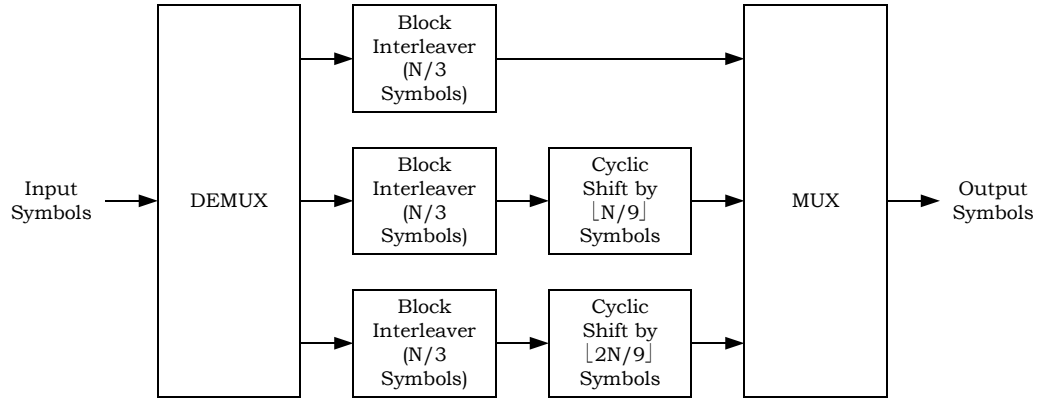 Block
Interleaver
(N/3
Symbols)
Input
Symbols
DEMUX
Block
Interleaver
(N/3
Symbols)
Cyclic
Shift by
⌊N/9⌋
Symbols
MUX
Output
Symbols
Block
Interleaver
(N/3
Symbols)
Cyclic
Shift by
⌊2N/9⌋
Symbols